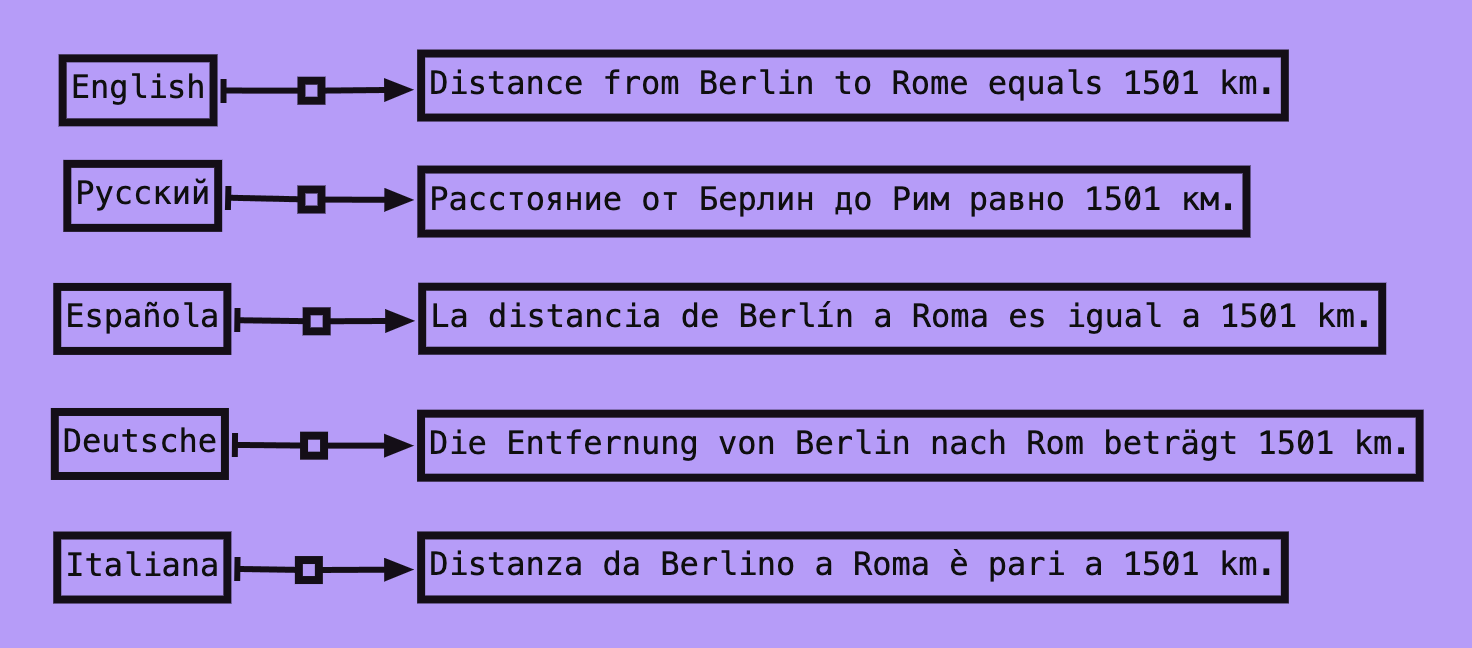 English Distance from Berlin to Rome equals 1501 km.
Русский Расстояние от Берлин до Рим равно 1501 км.
Española La distancia de Berlín a Roma es igual a 1501 km.
Deutsche Die Entfernung von Berlin nach Rom beträgt 1501 km.
Italiana Distanza da Berlino a Roma è pari a 1501 km.